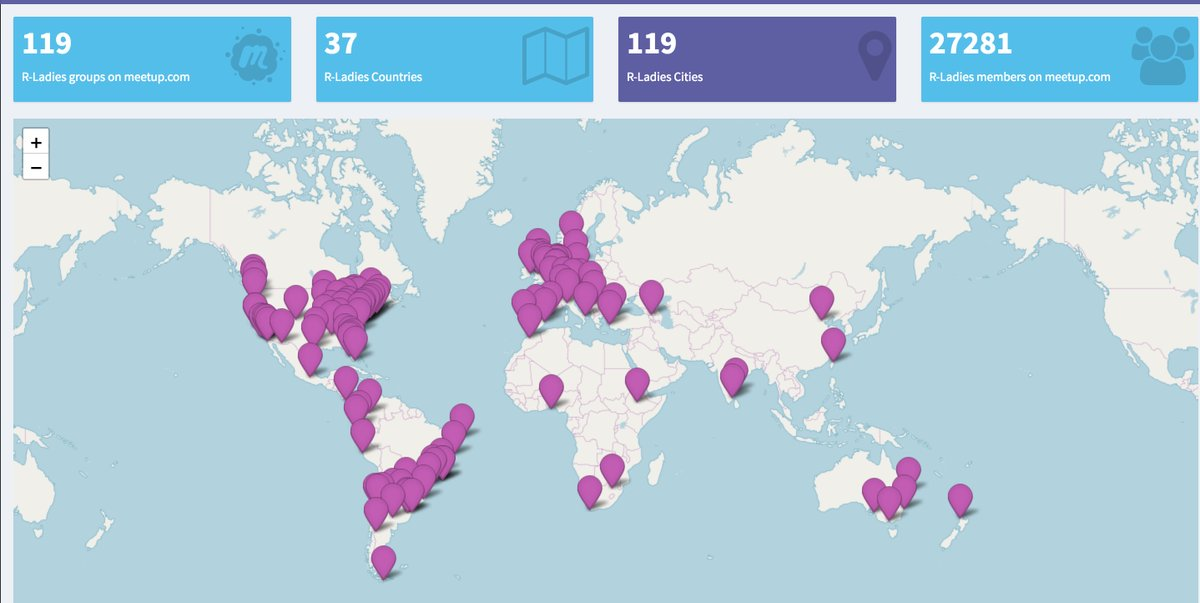 119
R-Ladies groups on meetup.com
37
R-Ladies Countries
119
R-Ladies Cities
27281
R-Ladies members on meetup.com
m
+
−